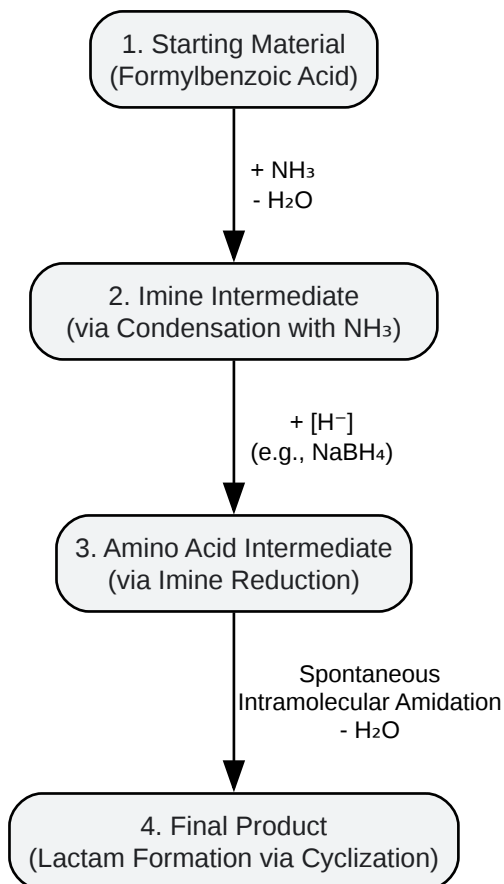 1. Starting Material
(Formylbenzoic Acid)
+ NH₃
- H₂O
2. Imine Intermediate
(via Condensation with NH₃)
+ [H⁻]
(e.g., NaBH₄)
3. Amino Acid Intermediate
(via Imine Reduction)
Spontaneous
Intramolecular Amidation
- H₂O
4. Final Product
(Lactam Formation via Cyclization)